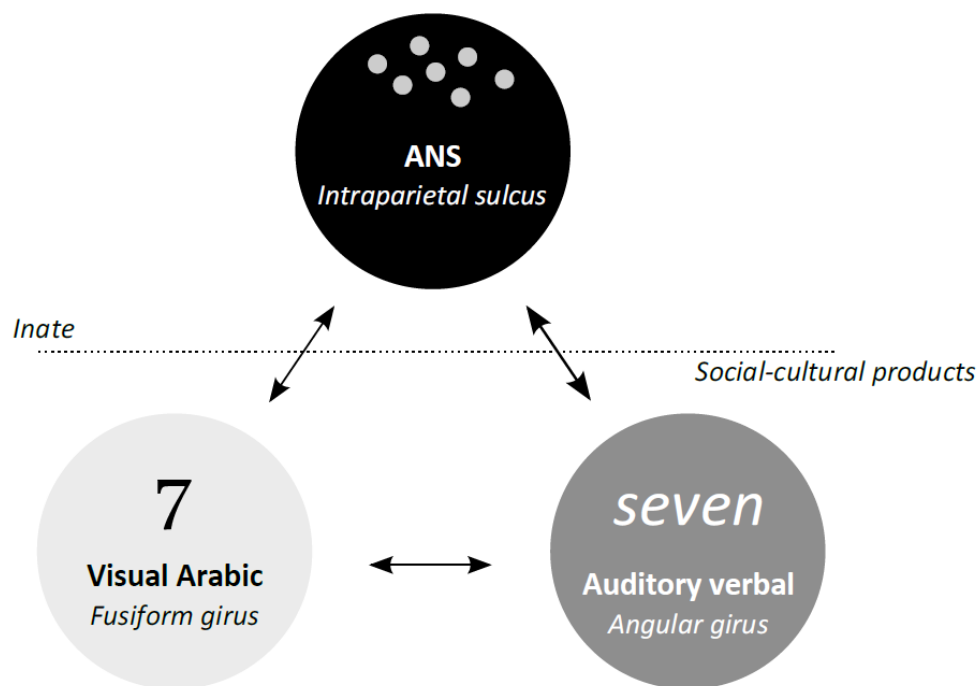 ANS
Intraparietal sulcus
Inate
Social-cultural products
7
Visual Arabic
Fusiform girus
seven
Auditory verbal
Angular girus